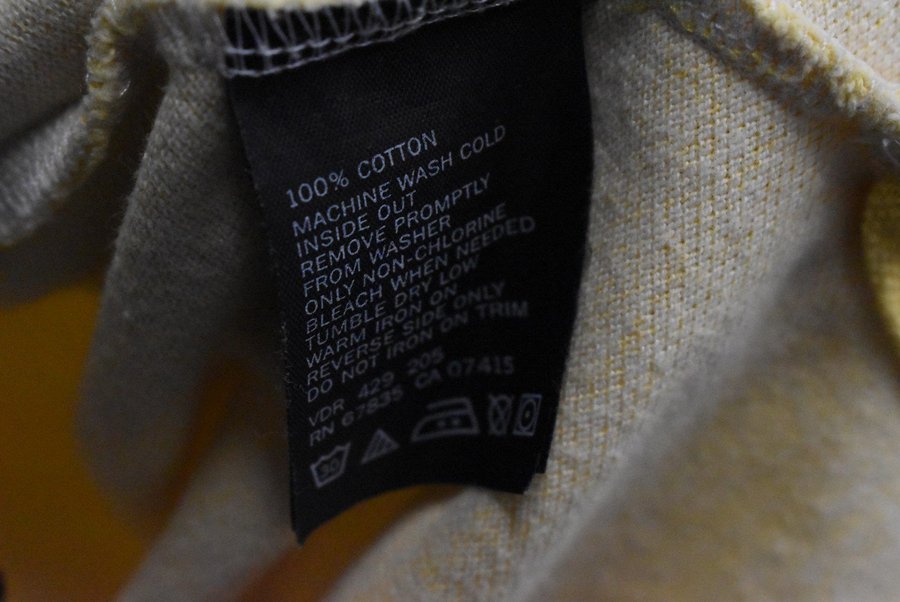 100% COTTON
MACHINE WASH COLD
INSIDE OUT
REMOVE PROMPTLY
FROM WASHER
ONLY NON-CHLORINE
BLEACH WHEN NEEDED
TUMBLE DRY LOW
WARM IRON ON
REVERSE SIDE ONLY
DO NOT IRON ON TRIM
VDR 429 205
RN 67835 CA 07415
30